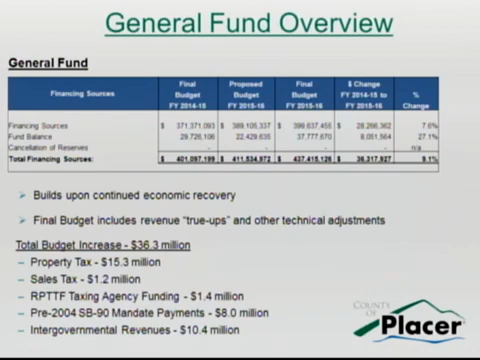 General Fund Overview
General Fund
Financing Sources Final Budget FY 2014-15 Proposed Budget FY 2015-16 Final Budget FY 2015-16 $ Change FY 2014-15 to FY 2015-16 % Change
Financing Sources $ 371,371,093 $ 389,105,337 $ 399,637,455 $ 28,266,362 7.6%
Fund Balance 29,726,106 22,429,635 37,777,670 8,051,564 27.1%
Cancellation of Reserves - - - - n/a
Total Financing Sources: $ 401,097,199 $ 411,534,972 $ 437,415,126 $ 36,317,927 9.1%
➢ Builds upon continued economic recovery
➢ Final Budget includes revenue "true-ups" and other technical adjustments
Total Budget Increase - $36.3 million
– Property Tax - $15.3 million
– Sales Tax - $1.2 million
– RPTTF Taxing Agency Funding - $1.4 million
– Pre-2004 SB-90 Mandate Payments - $8.0 million
– Intergovernmental Revenues - $10.4 million
COUNTY
OF
Placer